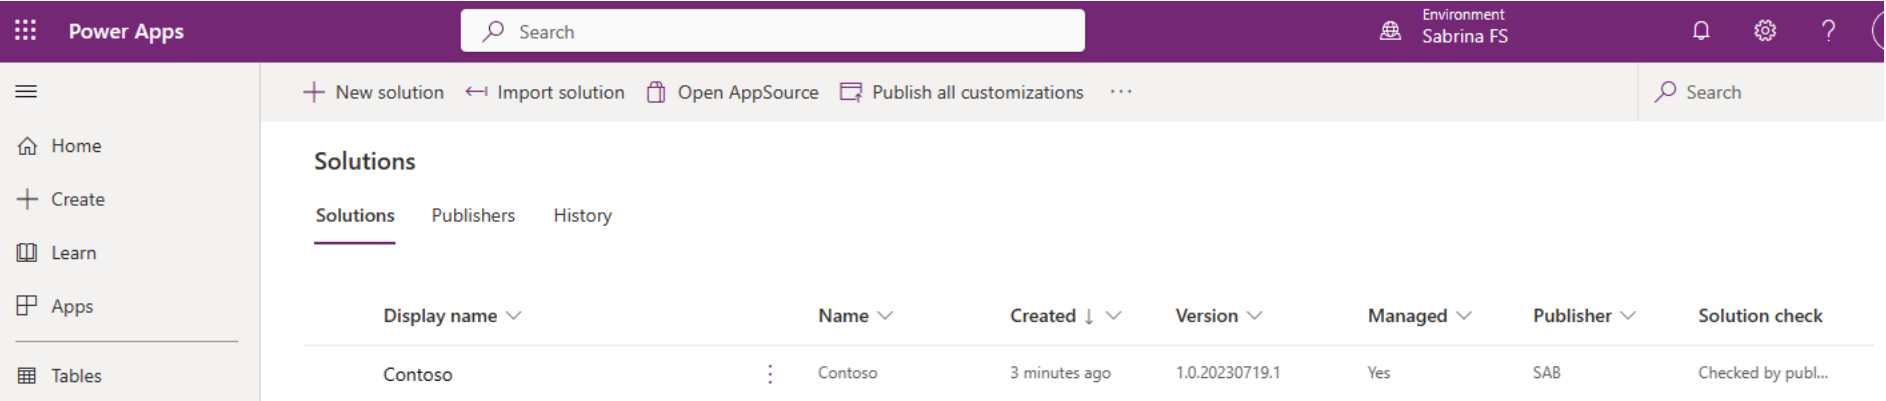 Power Apps
Search
Environment
Sabrina FS
New solution
Import solution
Open AppSource
Publish all customizations
Search
Home
Create
Learn
Apps
Tables
Solutions
Solutions Publishers History
Display name Name Created Version Managed Publisher Solution check
Contoso Contoso 3 minutes ago 1.0.20230719.1 Yes SAB Checked by publ...